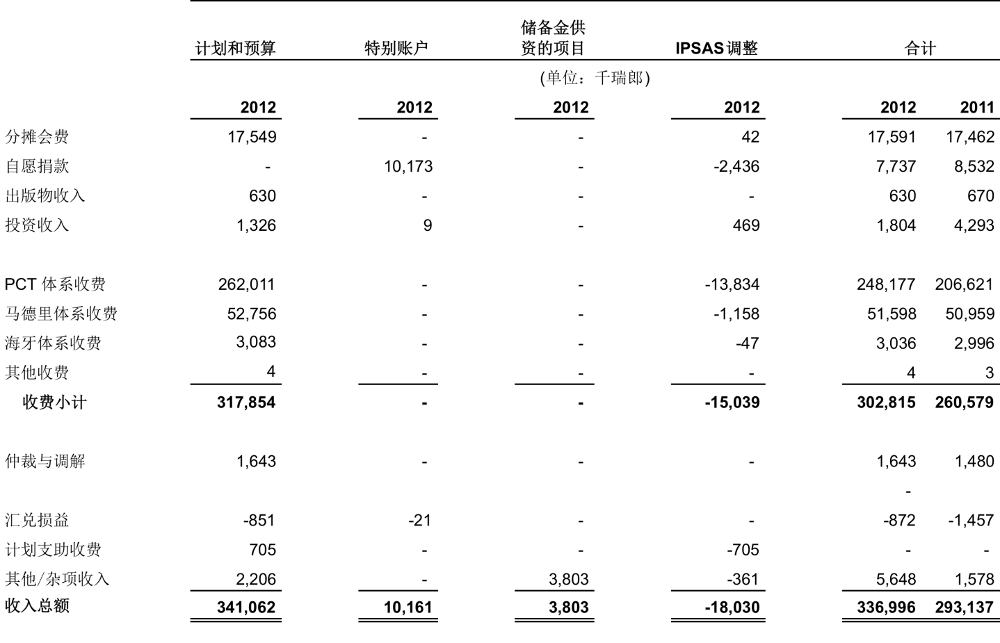 储备金供
计划和预算 特别账户 资的项目 IPSAS调整 合计
(单位：千瑞郎)
2012 2012 2012 2012 2012 2011
分摊会费 17,549 - - 42 17,591 17,462
自愿捐款 - 10,173 - -2,436 7,737 8,532
出版物收入 630 - - - 630 670
投资收入 1,326 9 - 469 1,804 4,293
PCT 体系收费 262,011 - - -13,834 248,177 206,621
马德里体系收费 52,756 - - -1,158 51,598 50,959
海牙体系收费 3,083 - - -47 3,036 2,996
其他收费 4 - - - 4 3
收费小计 317,854 - - -15,039 302,815 260,579
仲裁与调解 1,643 - - - 1,643 1,480
-
汇兑损益 -851 -21 - - -872 -1,457
计划支助收费 705 - - -705 - -
其他/杂项收入 2,206 - 3,803 -361 5,648 1,578
收入总额 341,062 10,161 3,803 -18,030 336,996 293,137